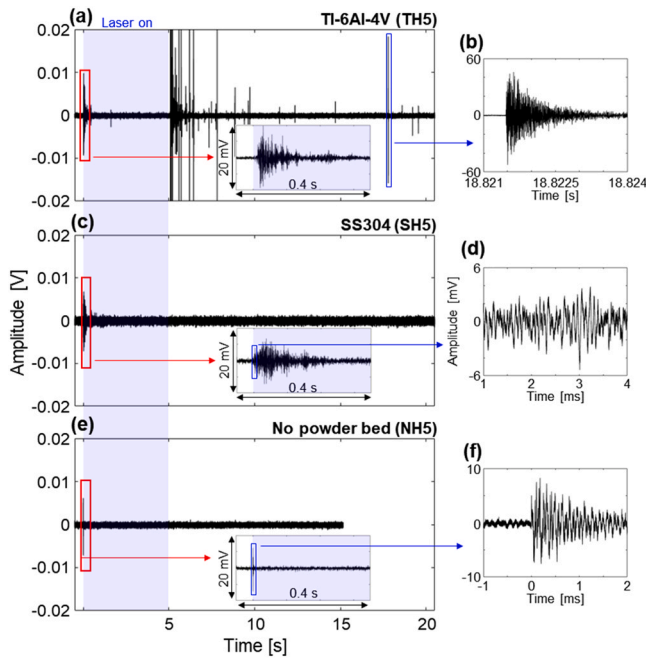 (a) Laser on TI-6Al-4V (TH5)
0.02
0.01
0
-0.01
-0.02
20 mV
0.4 s
(b)
60
0
-60
18.821 18.8225 18.824
Time [s]
(c) SS304 (SH5)
0.02
0.01
0
-0.01
-0.02
Amplitude [V]
20 mV
0.4 s
(d)
6
0
-6
Amplitude [mV]
1 2 3 4
Time [ms]
(e) No powder bed (NH5)
0.02
0.01
0
-0.01
-0.02
20 mV
0.4 s
0 5 10 15 20
Time [s]
(f)
10
0
-10
-1 0 1 2
Time [ms]